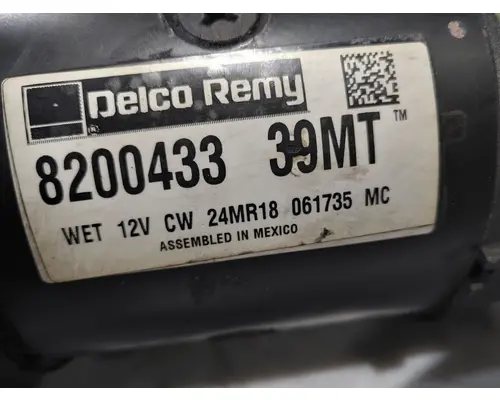 Delco Remy
®
8200433 39MT™
WET 12V CW 24MR18 061735 MC
ASSEMBLED IN MEXICO